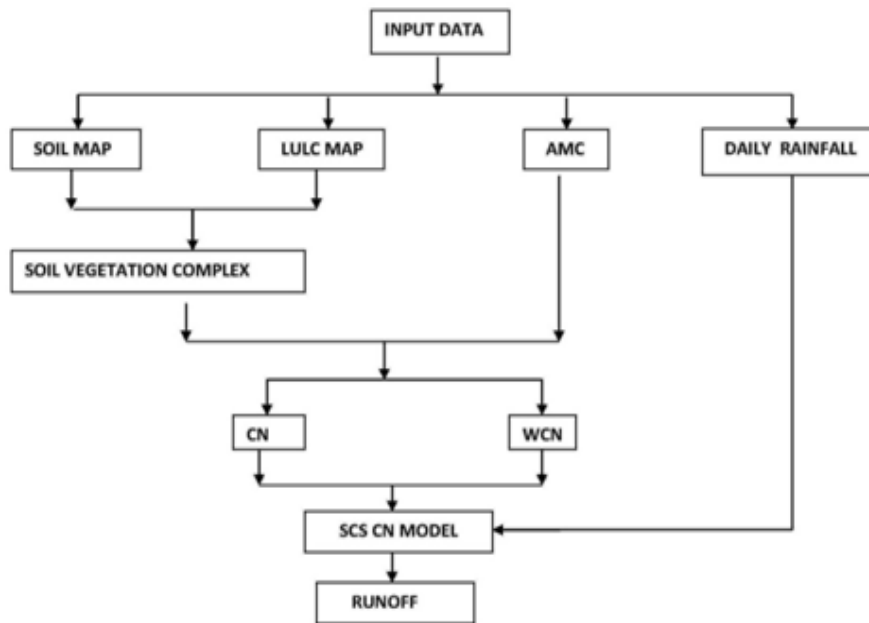 INPUT DATA
SOIL MAP
LULC MAP
AMC
DAILY RAINFALL
SOIL VEGETATION COMPLEX
CN
WCN
SCS CN MODEL
RUNOFF